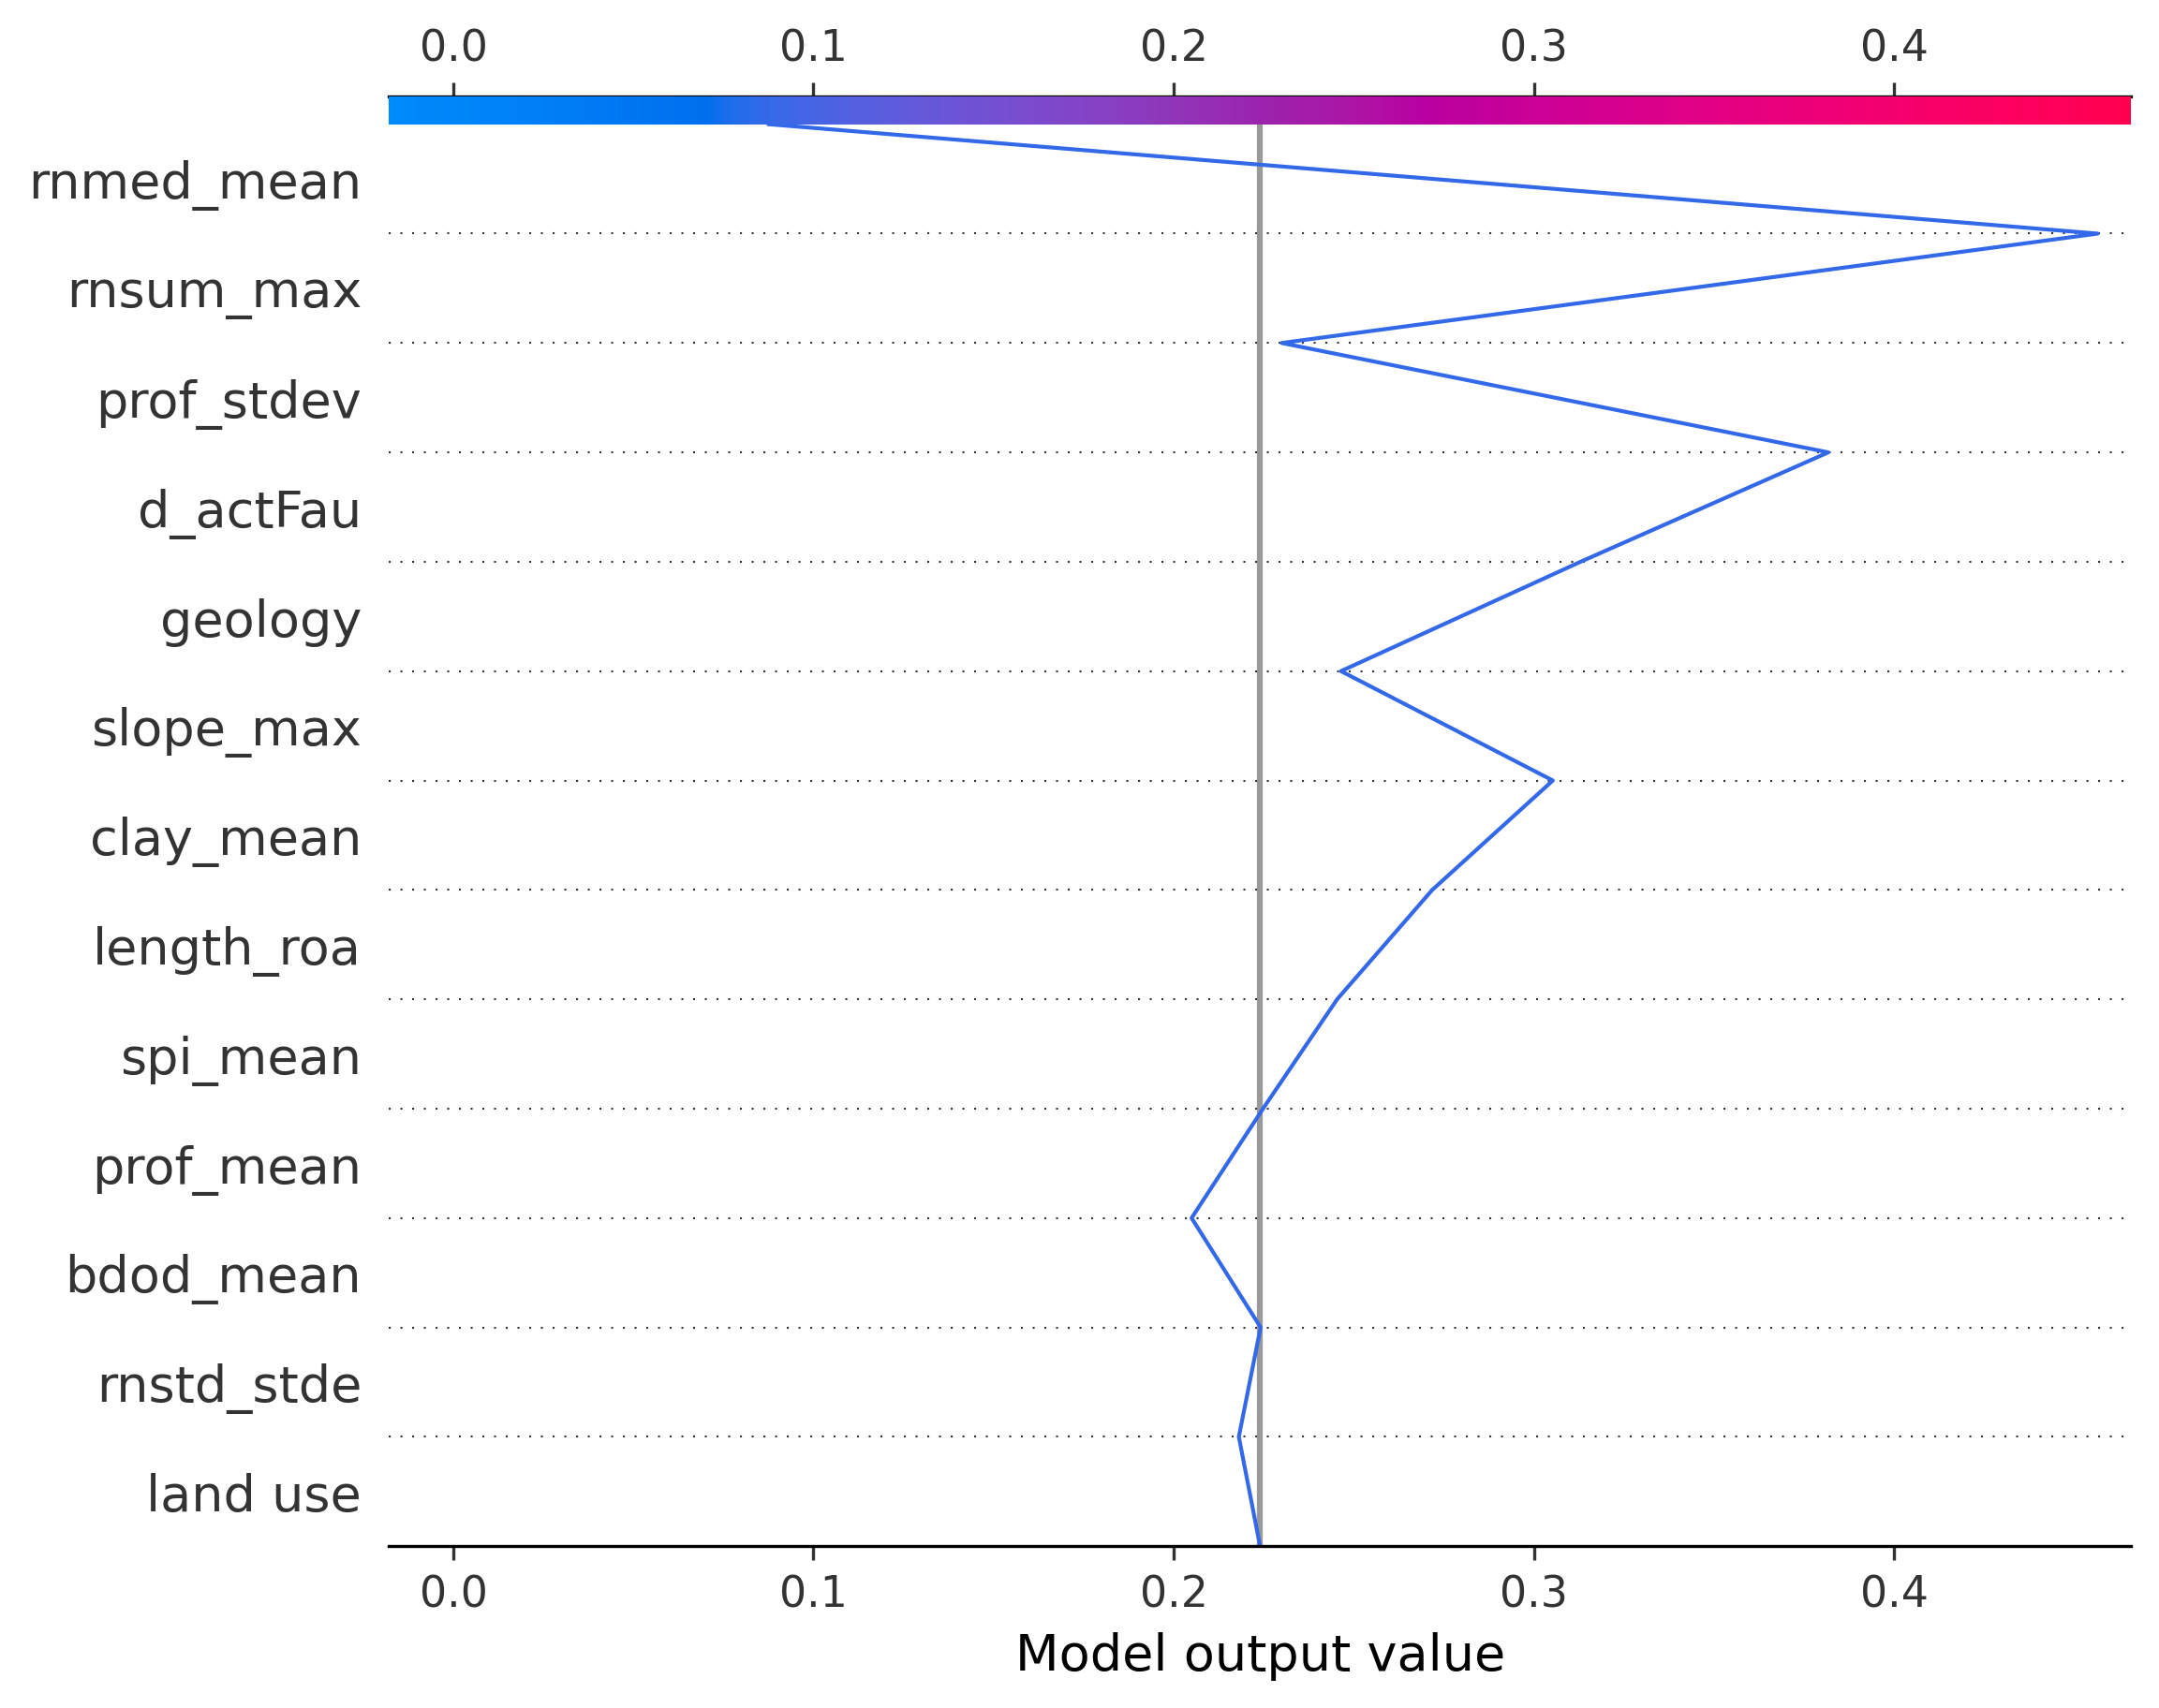 0.0 0.1 0.2 0.3 0.4
rnmed_mean
rnsum_max
prof_stdev
d_actFau
geology
slope_max
clay_mean
length_roa
spi_mean
prof_mean
bdod_mean
rnstd_stde
land use
0.0 0.1 0.2 0.3 0.4
Model output value